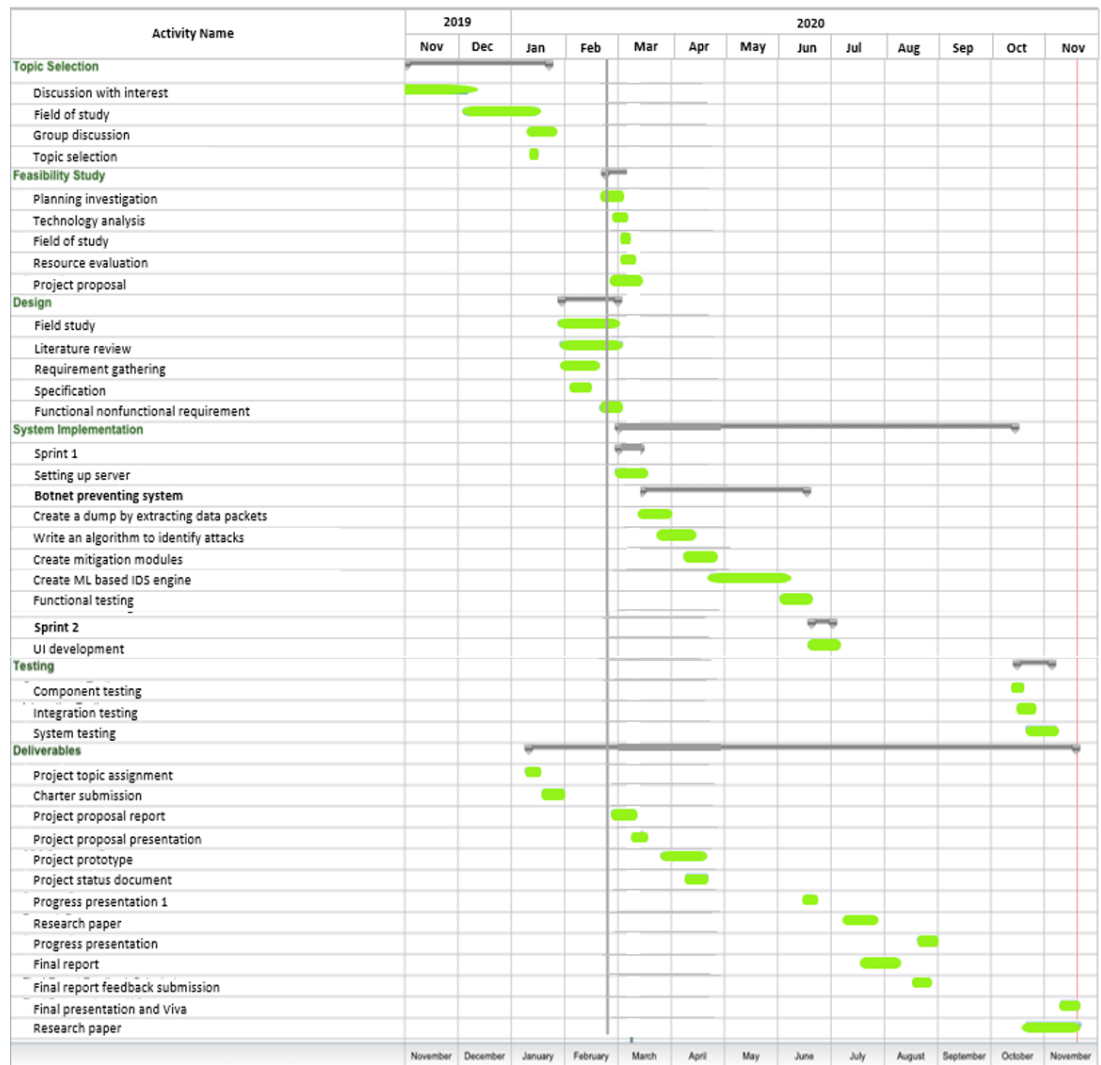 Activity Name
2019 2020
Nov Dec Jan Feb Mar Apr May Jun Jul Aug Sep Oct Nov
Topic Selection
Discussion with interest
Field of study
Group discussion
Topic selection
Feasibility Study
Planning investigation
Technology analysis
Field of study
Resource evaluation
Project proposal
Design
Field study
Literature review
Requirement gathering
Specification
Functional nonfunctional requirement
System Implementation
Sprint 1
Setting up server
Botnet preventing system
Create a dump by extracting data packets
Write an algorithm to identify attacks
Create mitigation modules
Create ML based IDS engine
Functional testing
Sprint 2
UI development
Testing
Component testing
Integration testing
System testing
Deliverables
Project topic assignment
Charter submission
Project proposal report
Project proposal presentation
Project prototype
Project status document
Progress presentation 1
Research paper
Progress presentation
Final report
Final report feedback submission
Final presentation and Viva
Research paper
November December January February March April May June July August September October November